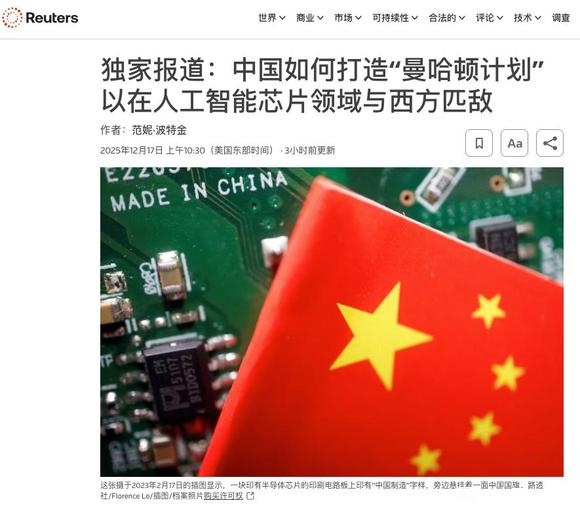 Reuters
世界 商业 市场 可持续性 合法的 评论 技术 调查
独家报道：中国如何打造“曼哈顿计划”
以在人工智能芯片领域与西方匹敌
作者：范妮·波特金
2025年12月17日 上午10:30（美国东部时间） · 3小时前更新
Aa
MADE IN CHINA
这张摄于2023年2月17日的插图显示，一块印有半导体芯片的印刷电路板上印有“中国制造”字样，旁边悬挂着一面中国国旗。路透
社/Florence Lo/插图/档案照片购买许可权